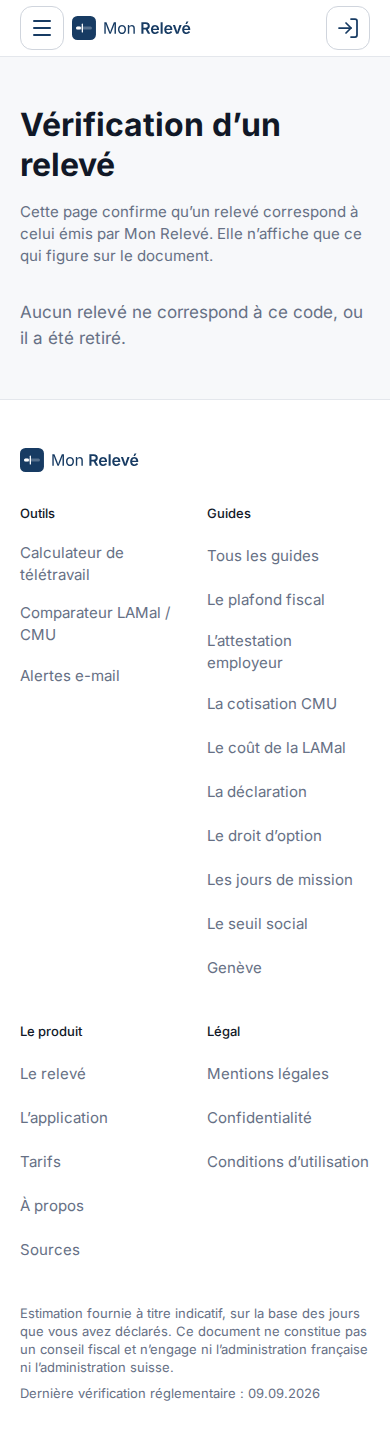 Mon Relevé
Vérification d’un
relevé
Cette page confirme qu’un relevé correspond à
celui émis par Mon Relevé. Elle n’affiche que ce
qui figure sur le document.
Aucun relevé ne correspond à ce code, ou
il a été retiré.
Mon Relevé
Outils
Calculateur de
télétravail
Comparateur LAMal /
CMU
Alertes e-mail
Guides
Tous les guides
Le plafond fiscal
L’attestation
employeur
La cotisation CMU
Le coût de la LAMal
La déclaration
Le droit d’option
Les jours de mission
Le seuil social
Genève
Le produit
Le relevé
L’application
Tarifs
À propos
Sources
Légal
Mentions légales
Confidentialité
Conditions d’utilisation
Estimation fournie à titre indicatif, sur la base des jours
que vous avez déclarés. Ce document ne constitue pas
un conseil fiscal et n’engage ni l’administration française
ni l’administration suisse.
Dernière vérification réglementaire : 09.09.2026